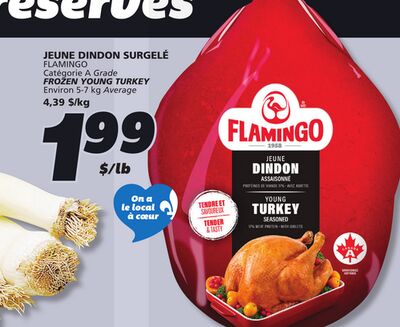 reserves
JEUNE DINDON SURGELÉ
FLAMINGO
Catégorie A Grade
FROZEN YOUNG TURKEY
Environ 5-7 kg Average
4,39 $/kg
1 99
$/lb
On a
le local
à cœur
FLAMINGO
1958
JEUNE
DINDON
ASSAISONNÉ
YOUNG
TURKEY
SEASONED
TENDRE ET
SAVOUREUX
TENDER
& TASTY
A